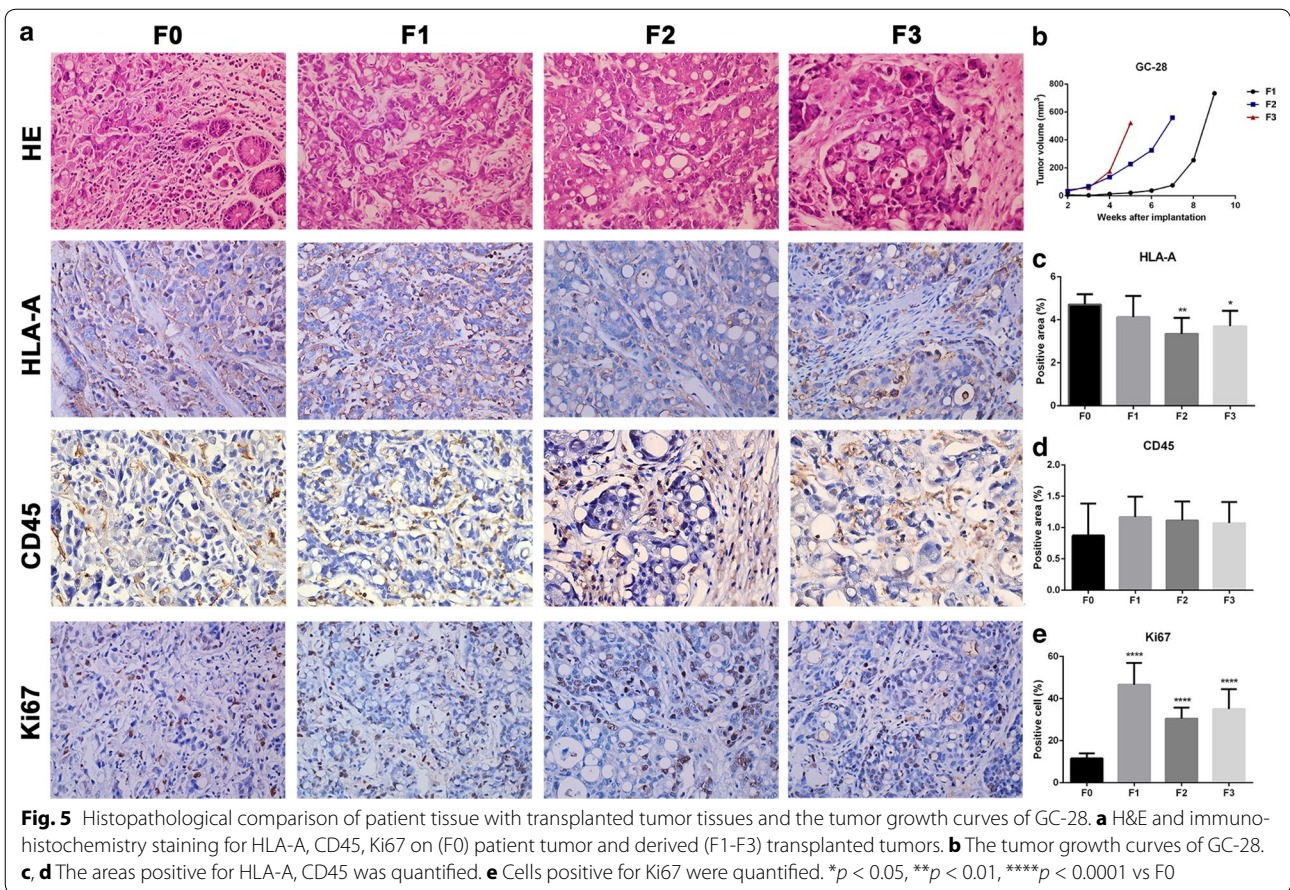 a
F0 F1 F2 F3
HE
HLA-A
CD45
Ki67
b
GC-28
Tumor volume (mm³)
800
600
400
200
0
2 4 6 8 10
Weeks after implantation
F1
F2
F3
c
HLA-A
Positive area (%)
6
4
2
0
** *
F0 F1 F2 F3
d
CD45
Positive area (%)
2.0
1.5
1.0
0.5
0.0
F0 F1 F2 F3
e
Ki67
Positive cell (%)
60
40
20
0
**** **** ****
F0 F1 F2 F3
Fig. 5 Histopathological comparison of patient tissue with transplanted tumor tissues and the tumor growth curves of GC-28. a H&E and immuno-
histochemistry staining for HLA-A, CD45, Ki67 on (F0) patient tumor and derived (F1-F3) transplanted tumors. b The tumor growth curves of GC-28.
c, d The areas positive for HLA-A, CD45 was quantified. e Cells positive for Ki67 were quantified. *p < 0.05, **p < 0.01, ****p < 0.0001 vs F0